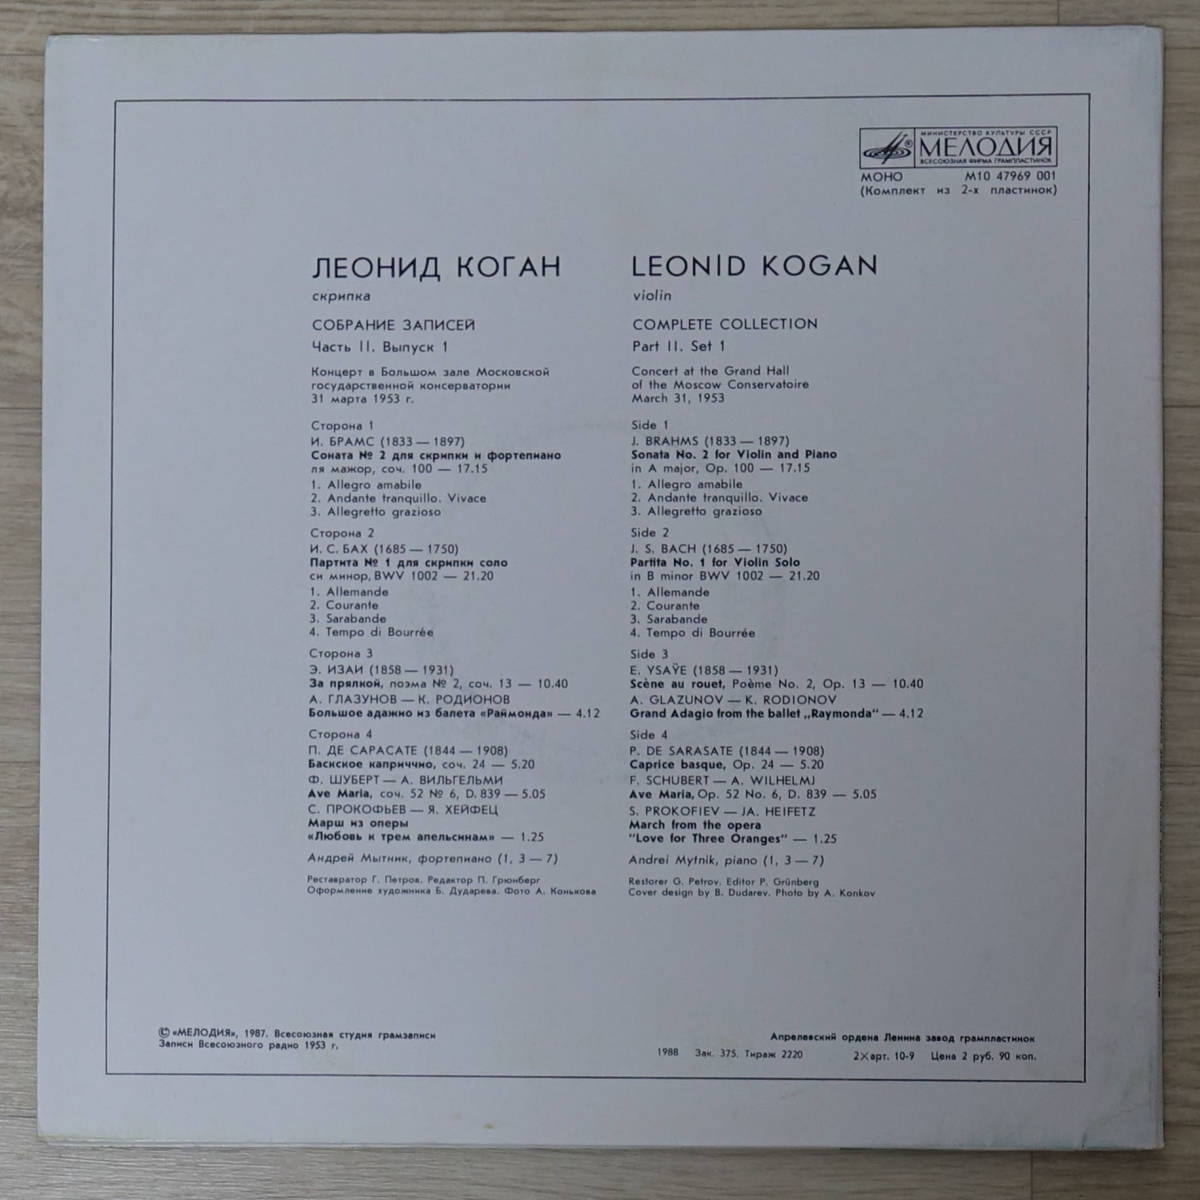 МИНИСТЕРСТВО КУЛЬТУРЫ СССР
МЕЛОДИЯ
ВСЕСОЮЗНАЯ ФИРМА ГРАМПЛАСТИНОК
МОНО М10 47969 001
(Комплект из 2-х пластинок)
ЛЕОНИД КОГАН
скрипка
СОБРАНИЕ ЗАПИСЕЙ
Часть II. Выпуск 1
Концерт в Большом зале Московской
государственной консерватории
31 марта 1953 г.
Сторона 1
И. БРАМС (1833 — 1897)
Соната № 2 для скрипки и фортепиано
ля мажор, соч. 100 — 17.15
1. Allegro amabile
2. Andante tranquillo. Vivace
3. Allegretto grazioso
Сторона 2
И. С. БАХ (1685 — 1750)
Партита № 1 для скрипки соло
си минор, BWV 1002 — 21.20
1. Allemande
2. Courante
3. Sarabande
4. Tempo di Bourrée
Сторона 3
Э. ИЗАИ (1858 — 1931)
За прялкой, поэма № 2, соч. 13 — 10.40
А. ГЛАЗУНОВ — К. РОДИОНОВ
Большое адажио из балета «Раймонда» — 4.12
Сторона 4
П. ДЕ САРАСАТЕ (1844 — 1908)
Баскское каприччио, соч. 24 — 5.20
Ф. ШУБЕРТ — А. ВИЛЬГЕЛЬМИ
Ave Maria, соч. 52 № 6, D. 839 — 5.05
С. ПРОКОФЬЕВ — Я. ХЕЙФЕЦ
Марш из оперы
«Любовь к трем апельсинам» — 1.25
Андрей Мытник, фортепиано (1, 3 — 7)
Реставратор Г. Петров. Редактор П. Грюнберг
Оформление художника Б. Дударева. Фото А. Конькова
LEONID KOGAN
violin
COMPLETE COLLECTION
Part II. Set 1
Concert at the Grand Hall
of the Moscow Conservatoire
March 31, 1953
Side 1
J. BRAHMS (1833 — 1897)
Sonata No. 2 for Violin and Piano
in A major, Op. 100 — 17.15
1. Allegro amabile
2. Andante tranquillo. Vivace
3. Allegretto grazioso
Side 2
J. S. BACH (1685 — 1750)
Partita No. 1 for Violin Solo
in B minor BWV 1002 — 21.20
1. Allemande
2. Courante
3. Sarabande
4. Tempo di Bourrée
Side 3
E. YSAŸE (1858 — 1931)
Scène au rouet, Poème No. 2, Op. 13 — 10.40
A. GLAZUNOV — K. RODIONOV
Grand Adagio from the ballet „Raymonda“ — 4.12
Side 4
P. DE SARASATE (1844 — 1908)
Caprice basque, Op. 24 — 5.20
F. SCHUBERT — A. WILHELMJ
Ave Maria, Op. 52 No. 6, D. 839 — 5.05
S. PROKOFIEV — JA. HEIFETZ
March from the opera
"Love for Three Oranges" — 1.25
Andrei Mytnik, piano (1, 3 — 7)
Restorer G. Petrov. Editor P. Grünberg
Cover design by B. Dudarev. Photo by A. Konkov
© «МЕЛОДИЯ», 1987. Всесоюзная студия грамзаписи
Записи Всесоюзного радио 1953 г.
Апрелевский ордена Ленина завод грампластинок
1988 Зак. 375. Тираж 2220 2×арт. 10-9 Цена 2 руб. 90 коп.